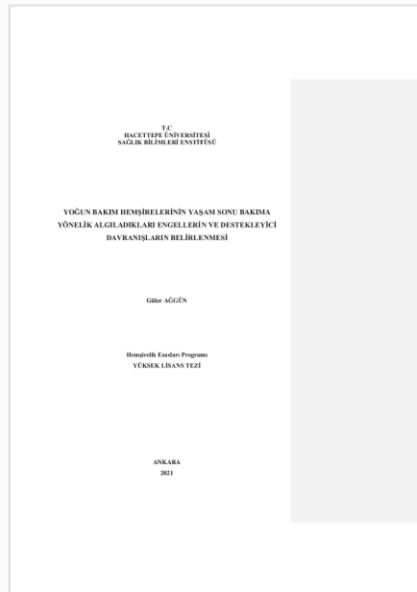 T.C
HACETTEPE ÜNİVERSİTESİ
SAĞLIK BİLİMLERİ ENSTİTÜSÜ
YOĞUN BAKIM HEMŞİRELERİNİN YAŞAM SONU BAKIMA
YÖNELİK ALGILADIKLARI ENGELLERİN VE DESTEKLEYİCİ
DAVRANIŞLARIN BELİRLENMESİ
Güler AĞGÜN
Hemşirelik Esasları Programı
YÜKSEK LİSANS TEZİ
ANKARA
2021